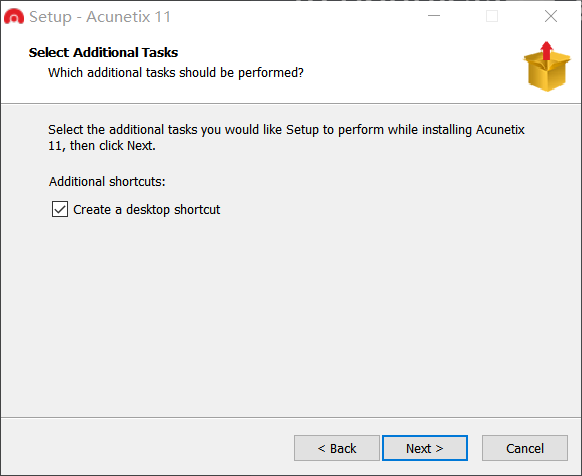 Setup - Acunetix 11
Select Additional Tasks
Which additional tasks should be performed?
Select the additional tasks you would like Setup to perform while installing Acunetix
11, then click Next.
Additional shortcuts:
Create a desktop shortcut
< Back
Next >
Cancel